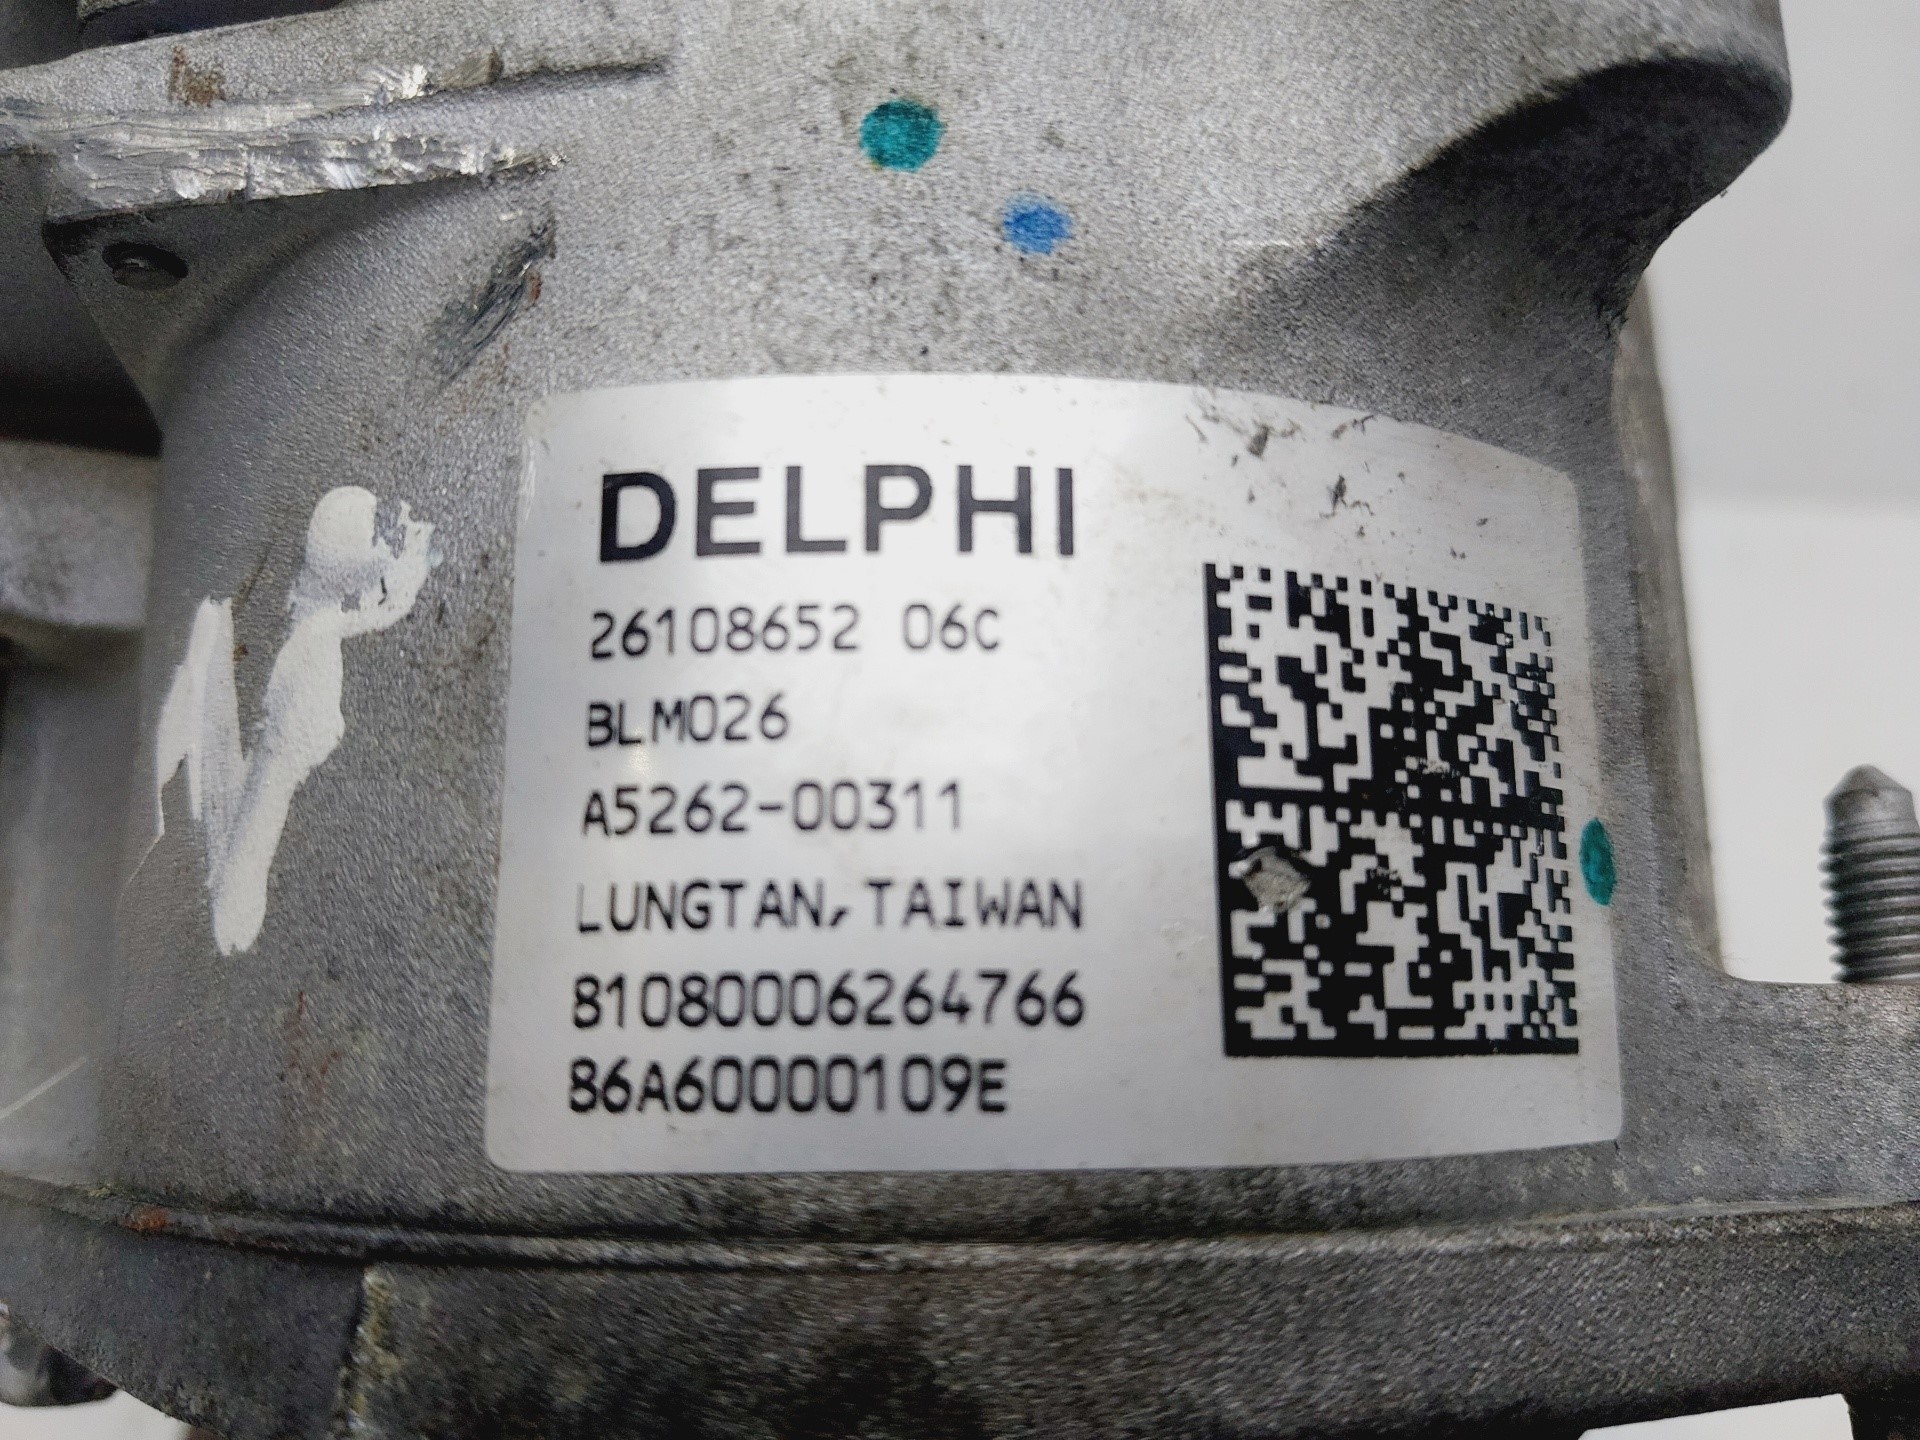 DELPHI
26108652 06C
BLM026
A5262-00311
LUNGTAN,TAIWAN
81080006264766
86A60000109E